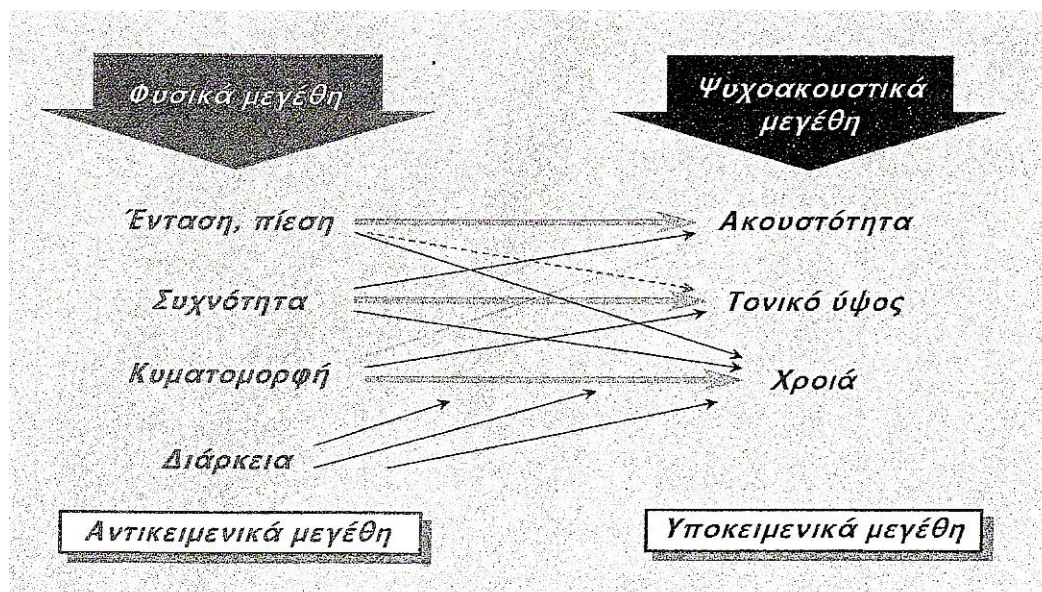 Φυσικά μεγέθη
Ψυχοακουστικά
μεγέθη
Ένταση, πίεση
Ακουστότητα
Συχνότητα
Τονικό ύψος
Κυματομορφή
Χροιά
Διάρκεια
Αντικειμενικά μεγέθη
Υποκειμενικά μεγέθη